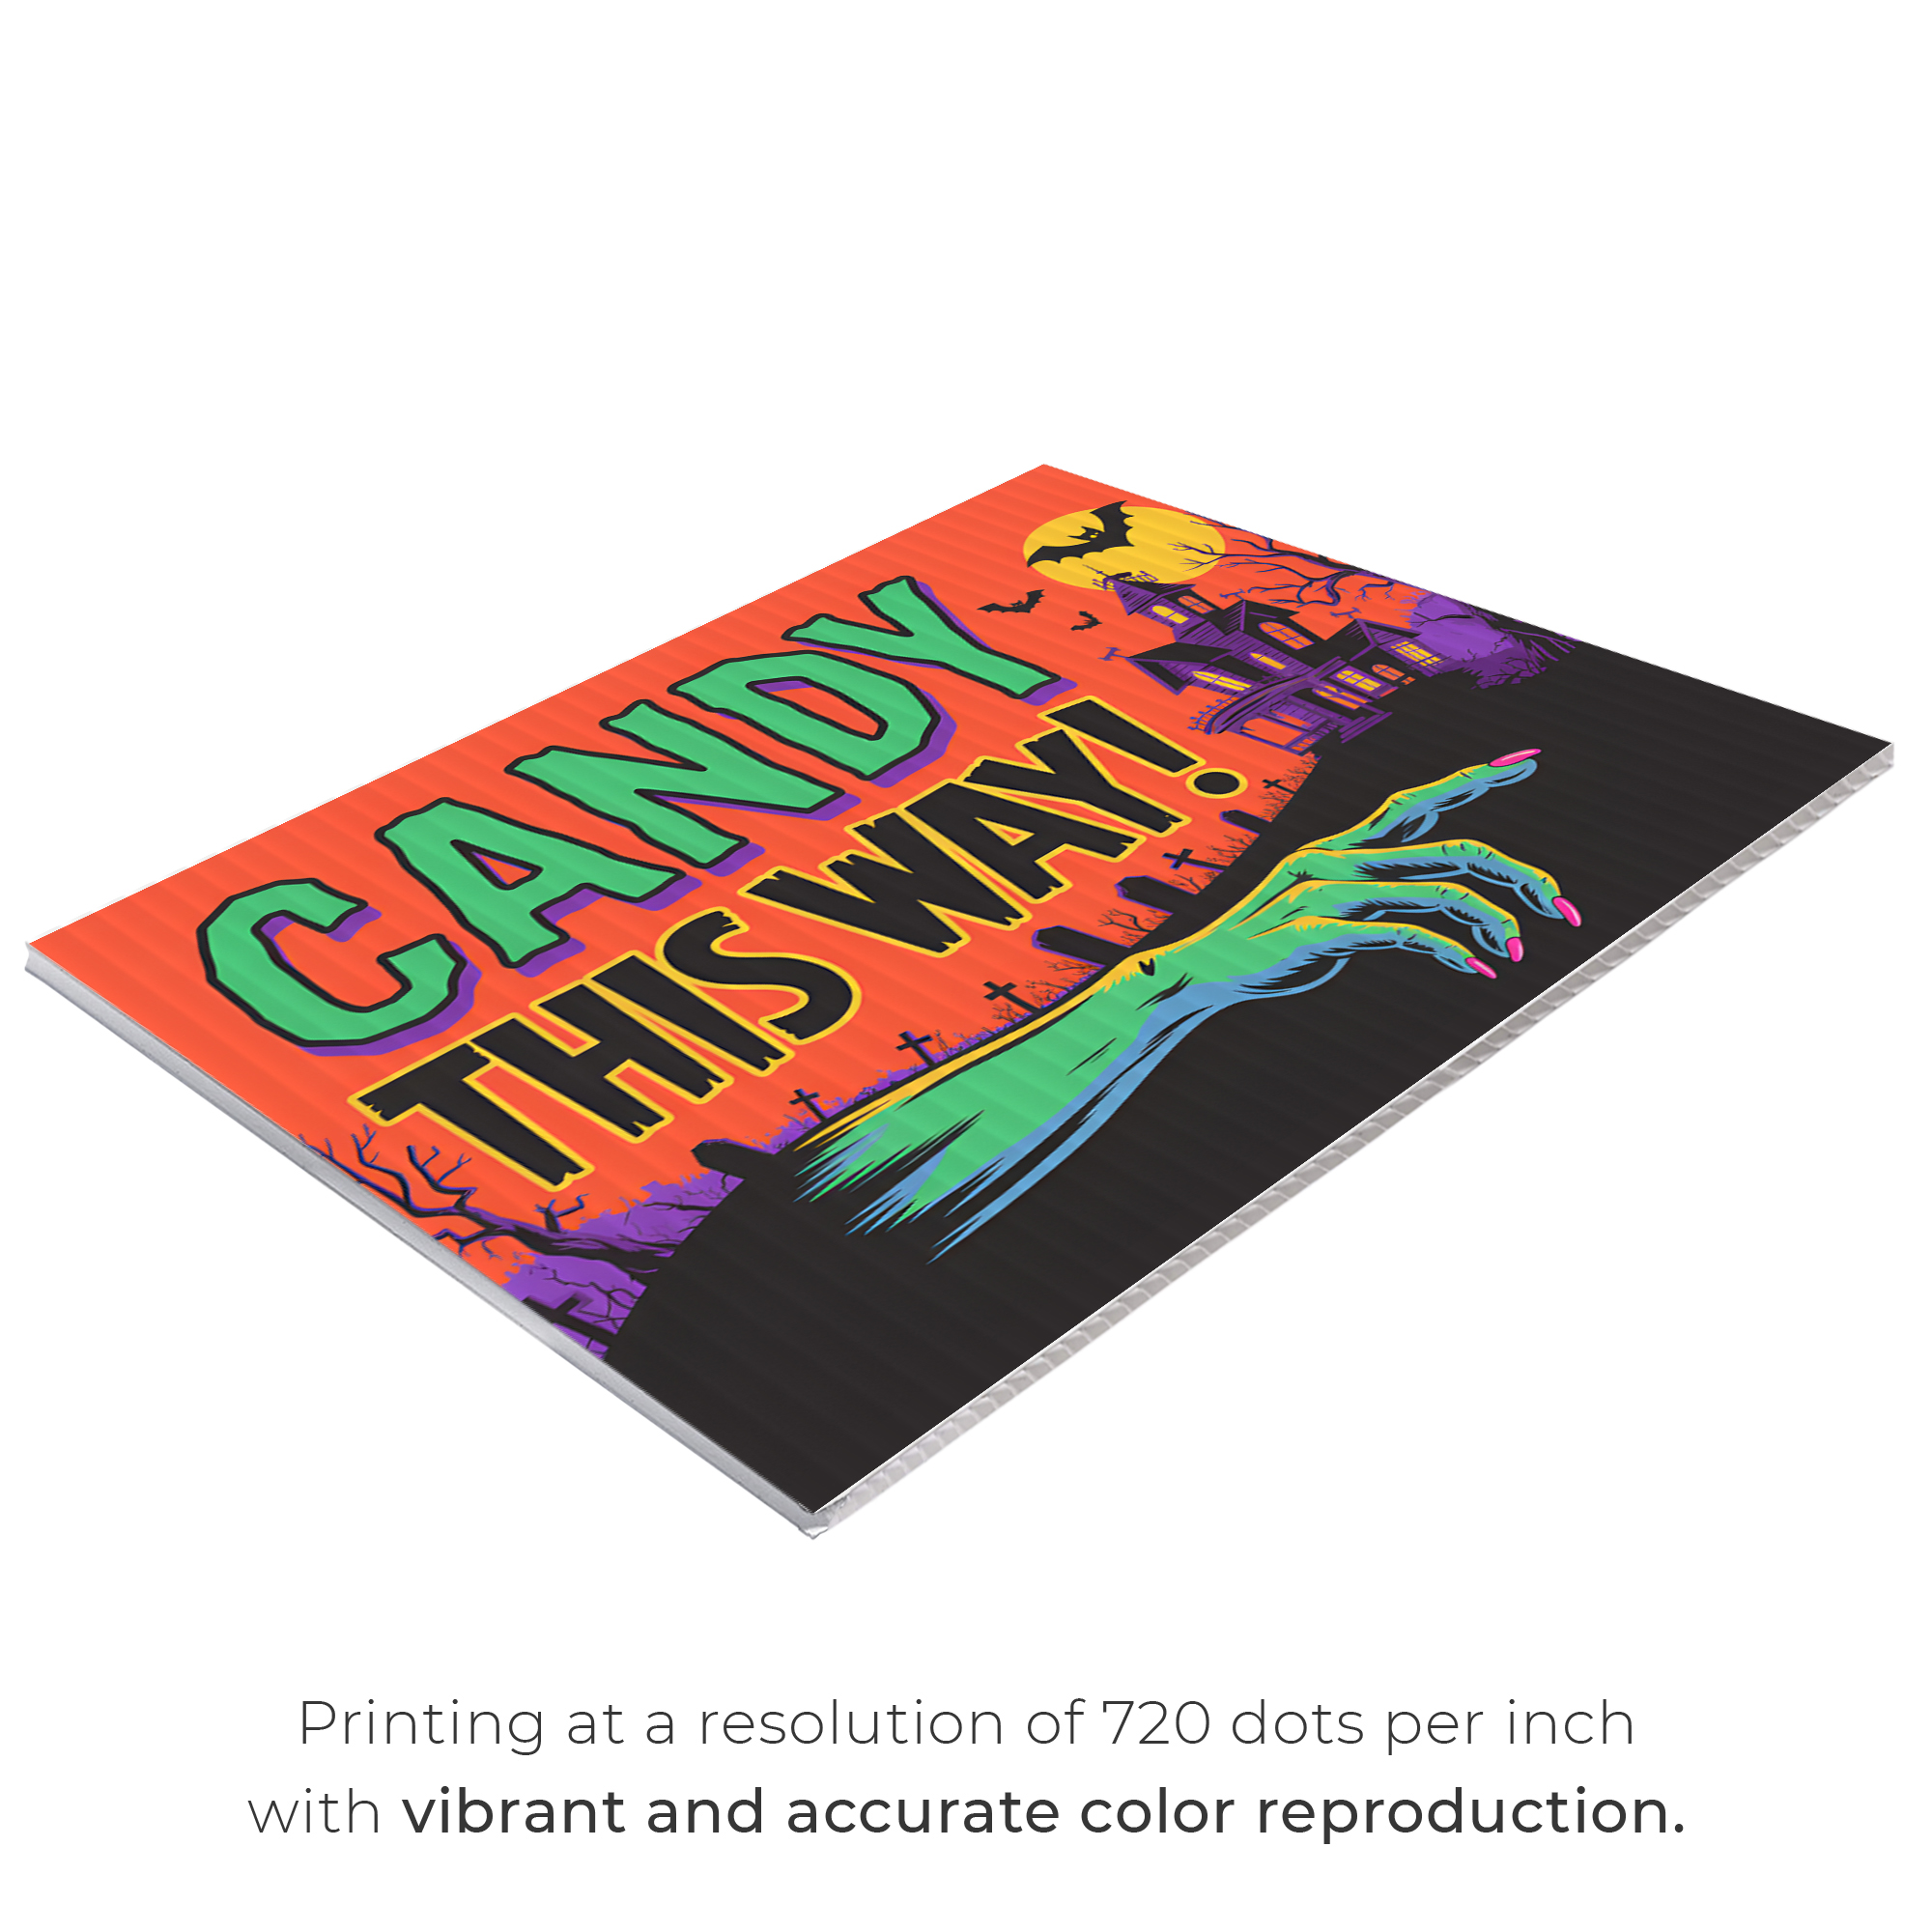 CANDY
THIS WAY!
Printing at a resolution of 720 dots per inch
with vibrant and accurate color reproduction.